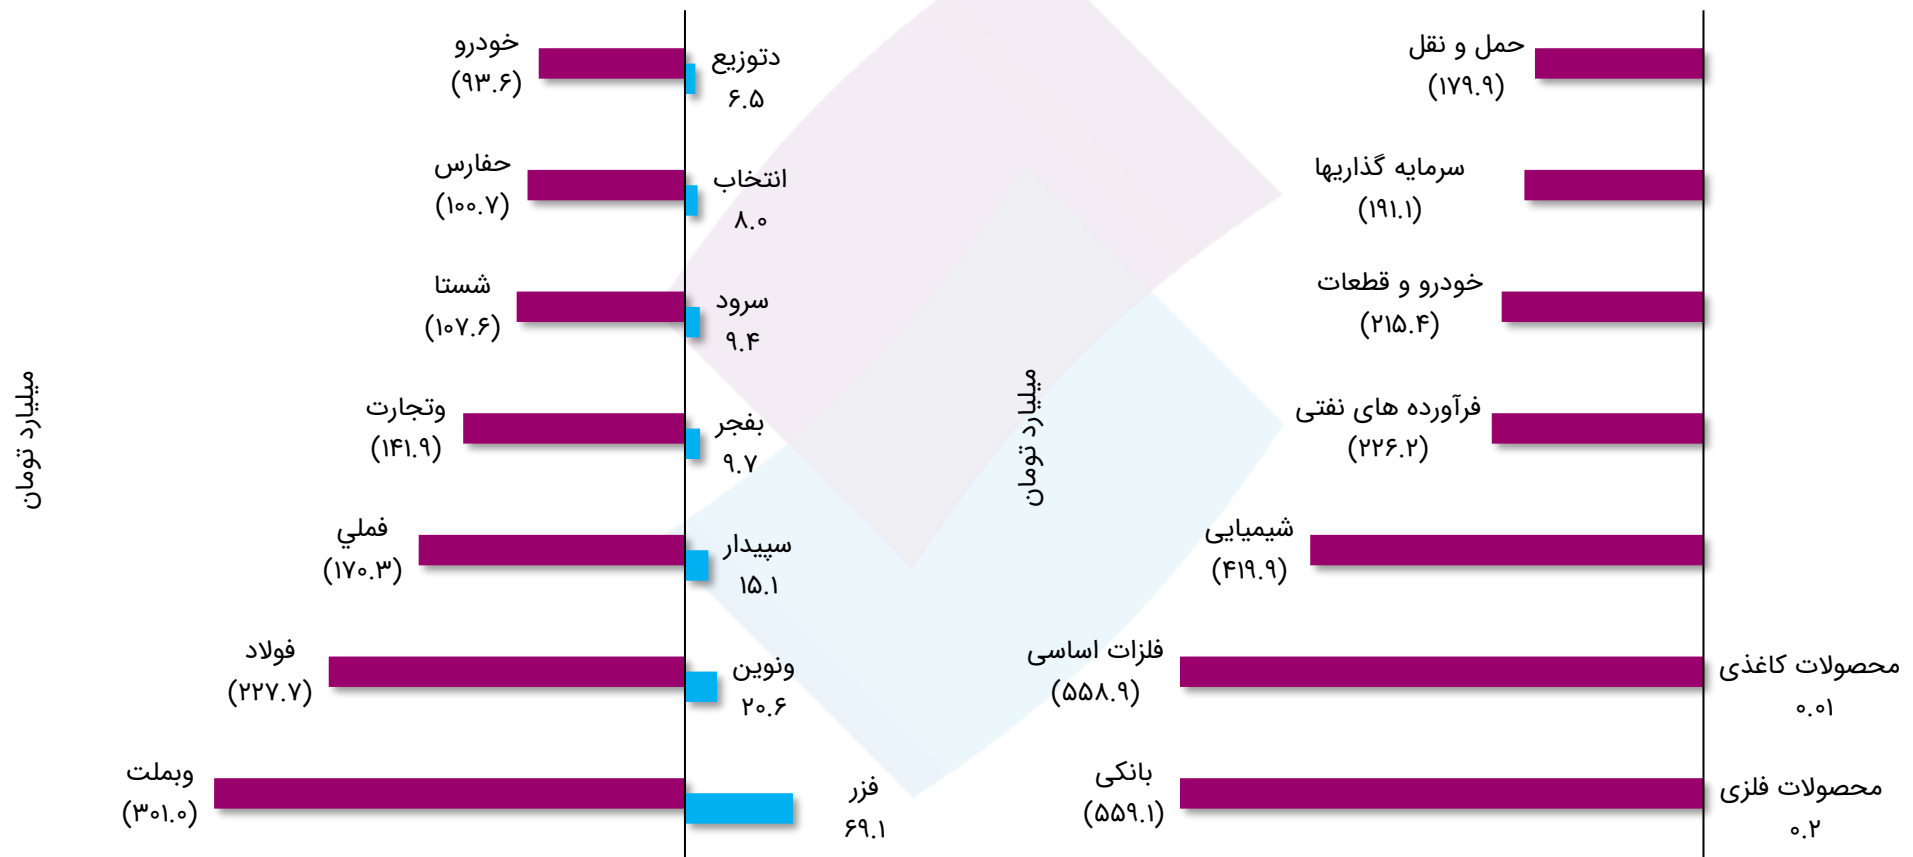 حمل و نقل
(۱۷۹.۹)
سرمایه گذاریها
(۱۹۱.۱)
خودرو و قطعات
(۲۱۵.۴)
فرآورده های نفتی
(۲۲۶.۲)
شیمیایی
(۴۱۹.۹)
فلزات اساسی
(۵۵۸.۹)
محصولات کاغذی
۰.۰۱
بانکی
(۵۵۹.۱)
محصولات فلزی
۰.۲
میلیارد تومان
دتوزیع
۶.۵
خودرو
(۹۳.۶)
انتخاب
۸.۰
حفارس
(۱۰۰.۷)
سرود
۹.۴
شستا
(۱۰۷.۶)
بفجر
۹.۷
وتجارت
(۱۴۱.۹)
سپیدار
۱۵.۱
فملي
(۱۷۰.۳)
ونوین
۲۰.۶
فولاد
(۲۲۷.۷)
فزر
۶۹.۱
وبملت
(۳۰۱.۰)
میلیارد تومان